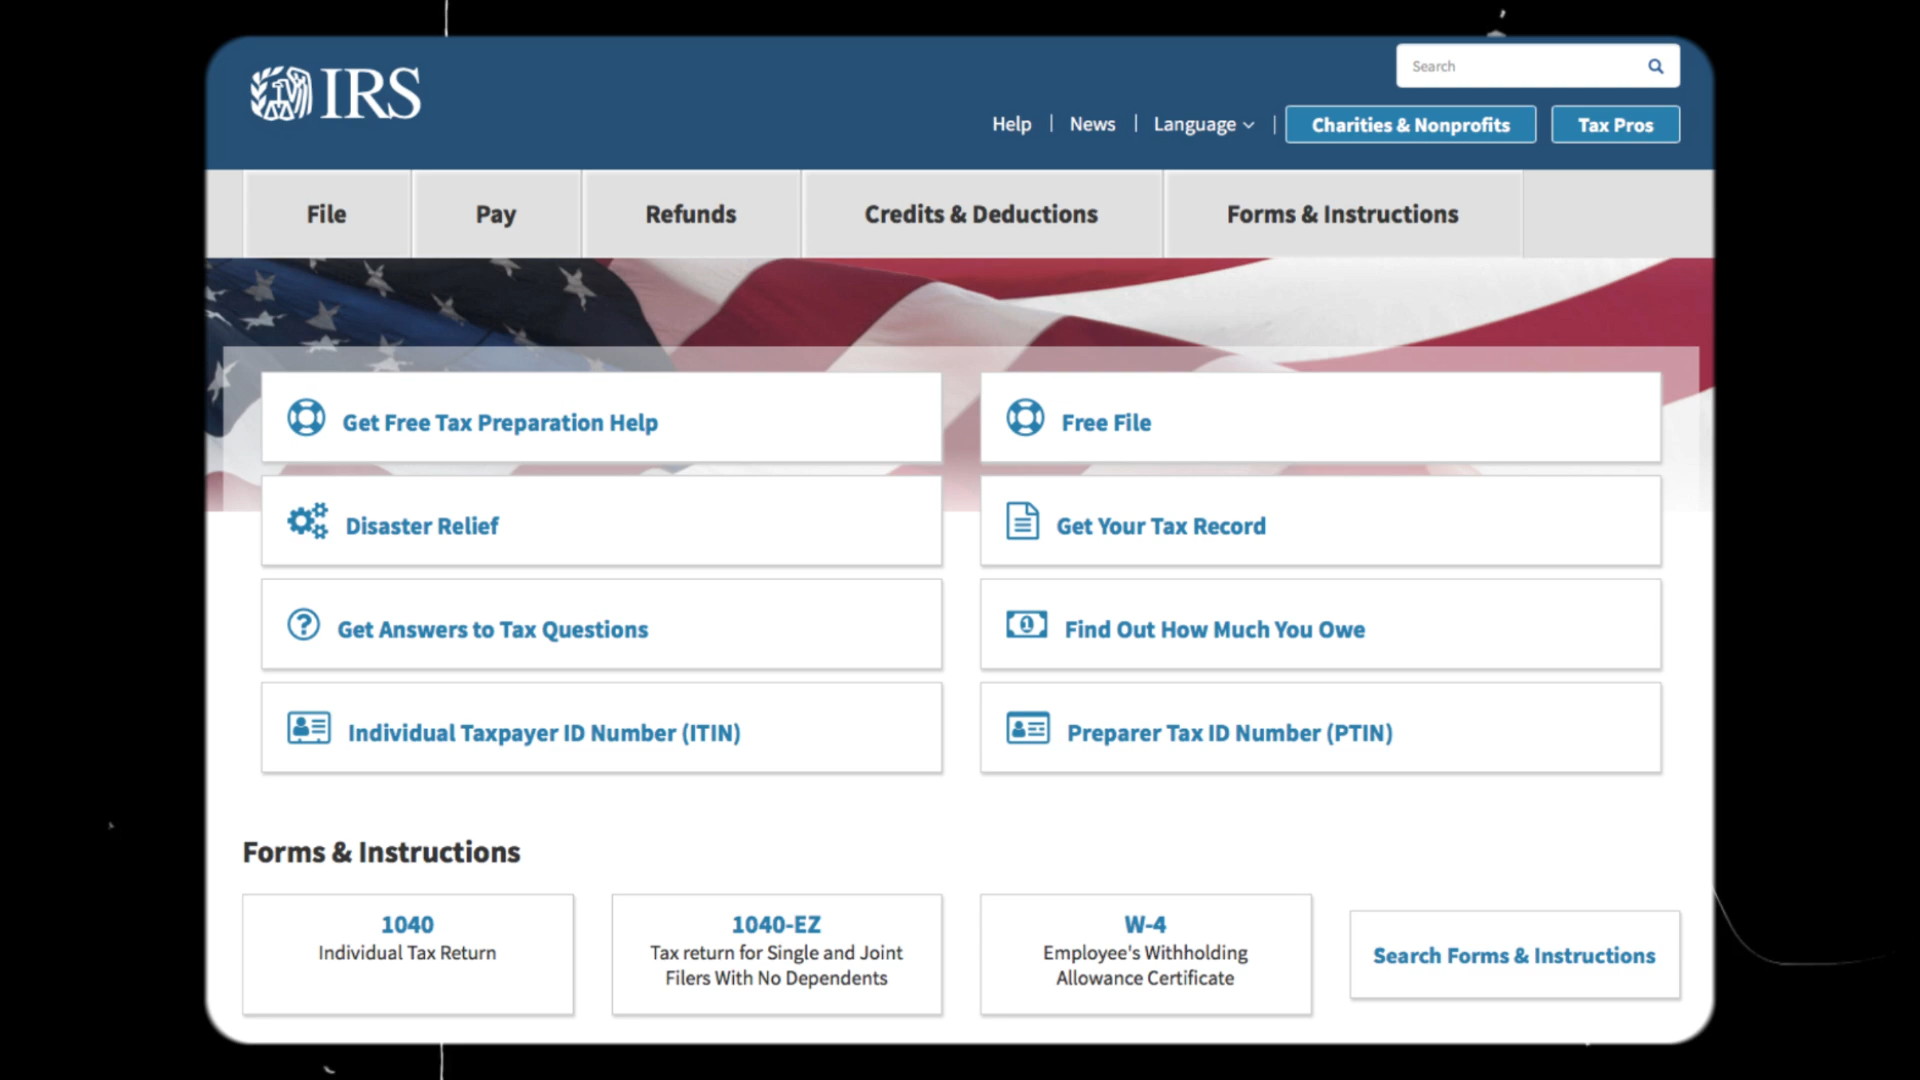 IRS
Search
Help | News | Language | Charities & Nonprofits Tax Pros
File Pay Refunds Credits & Deductions Forms & Instructions
Get Free Tax Preparation Help
Free File
Disaster Relief
Get Your Tax Record
Get Answers to Tax Questions
Find Out How Much You Owe
Individual Taxpayer ID Number (ITIN)
Preparer Tax ID Number (PTIN)
Forms & Instructions
1040
Individual Tax Return
1040-EZ
Tax return for Single and Joint
Filers With No Dependents
W-4
Employee's Withholding
Allowance Certificate
Search Forms & Instructions